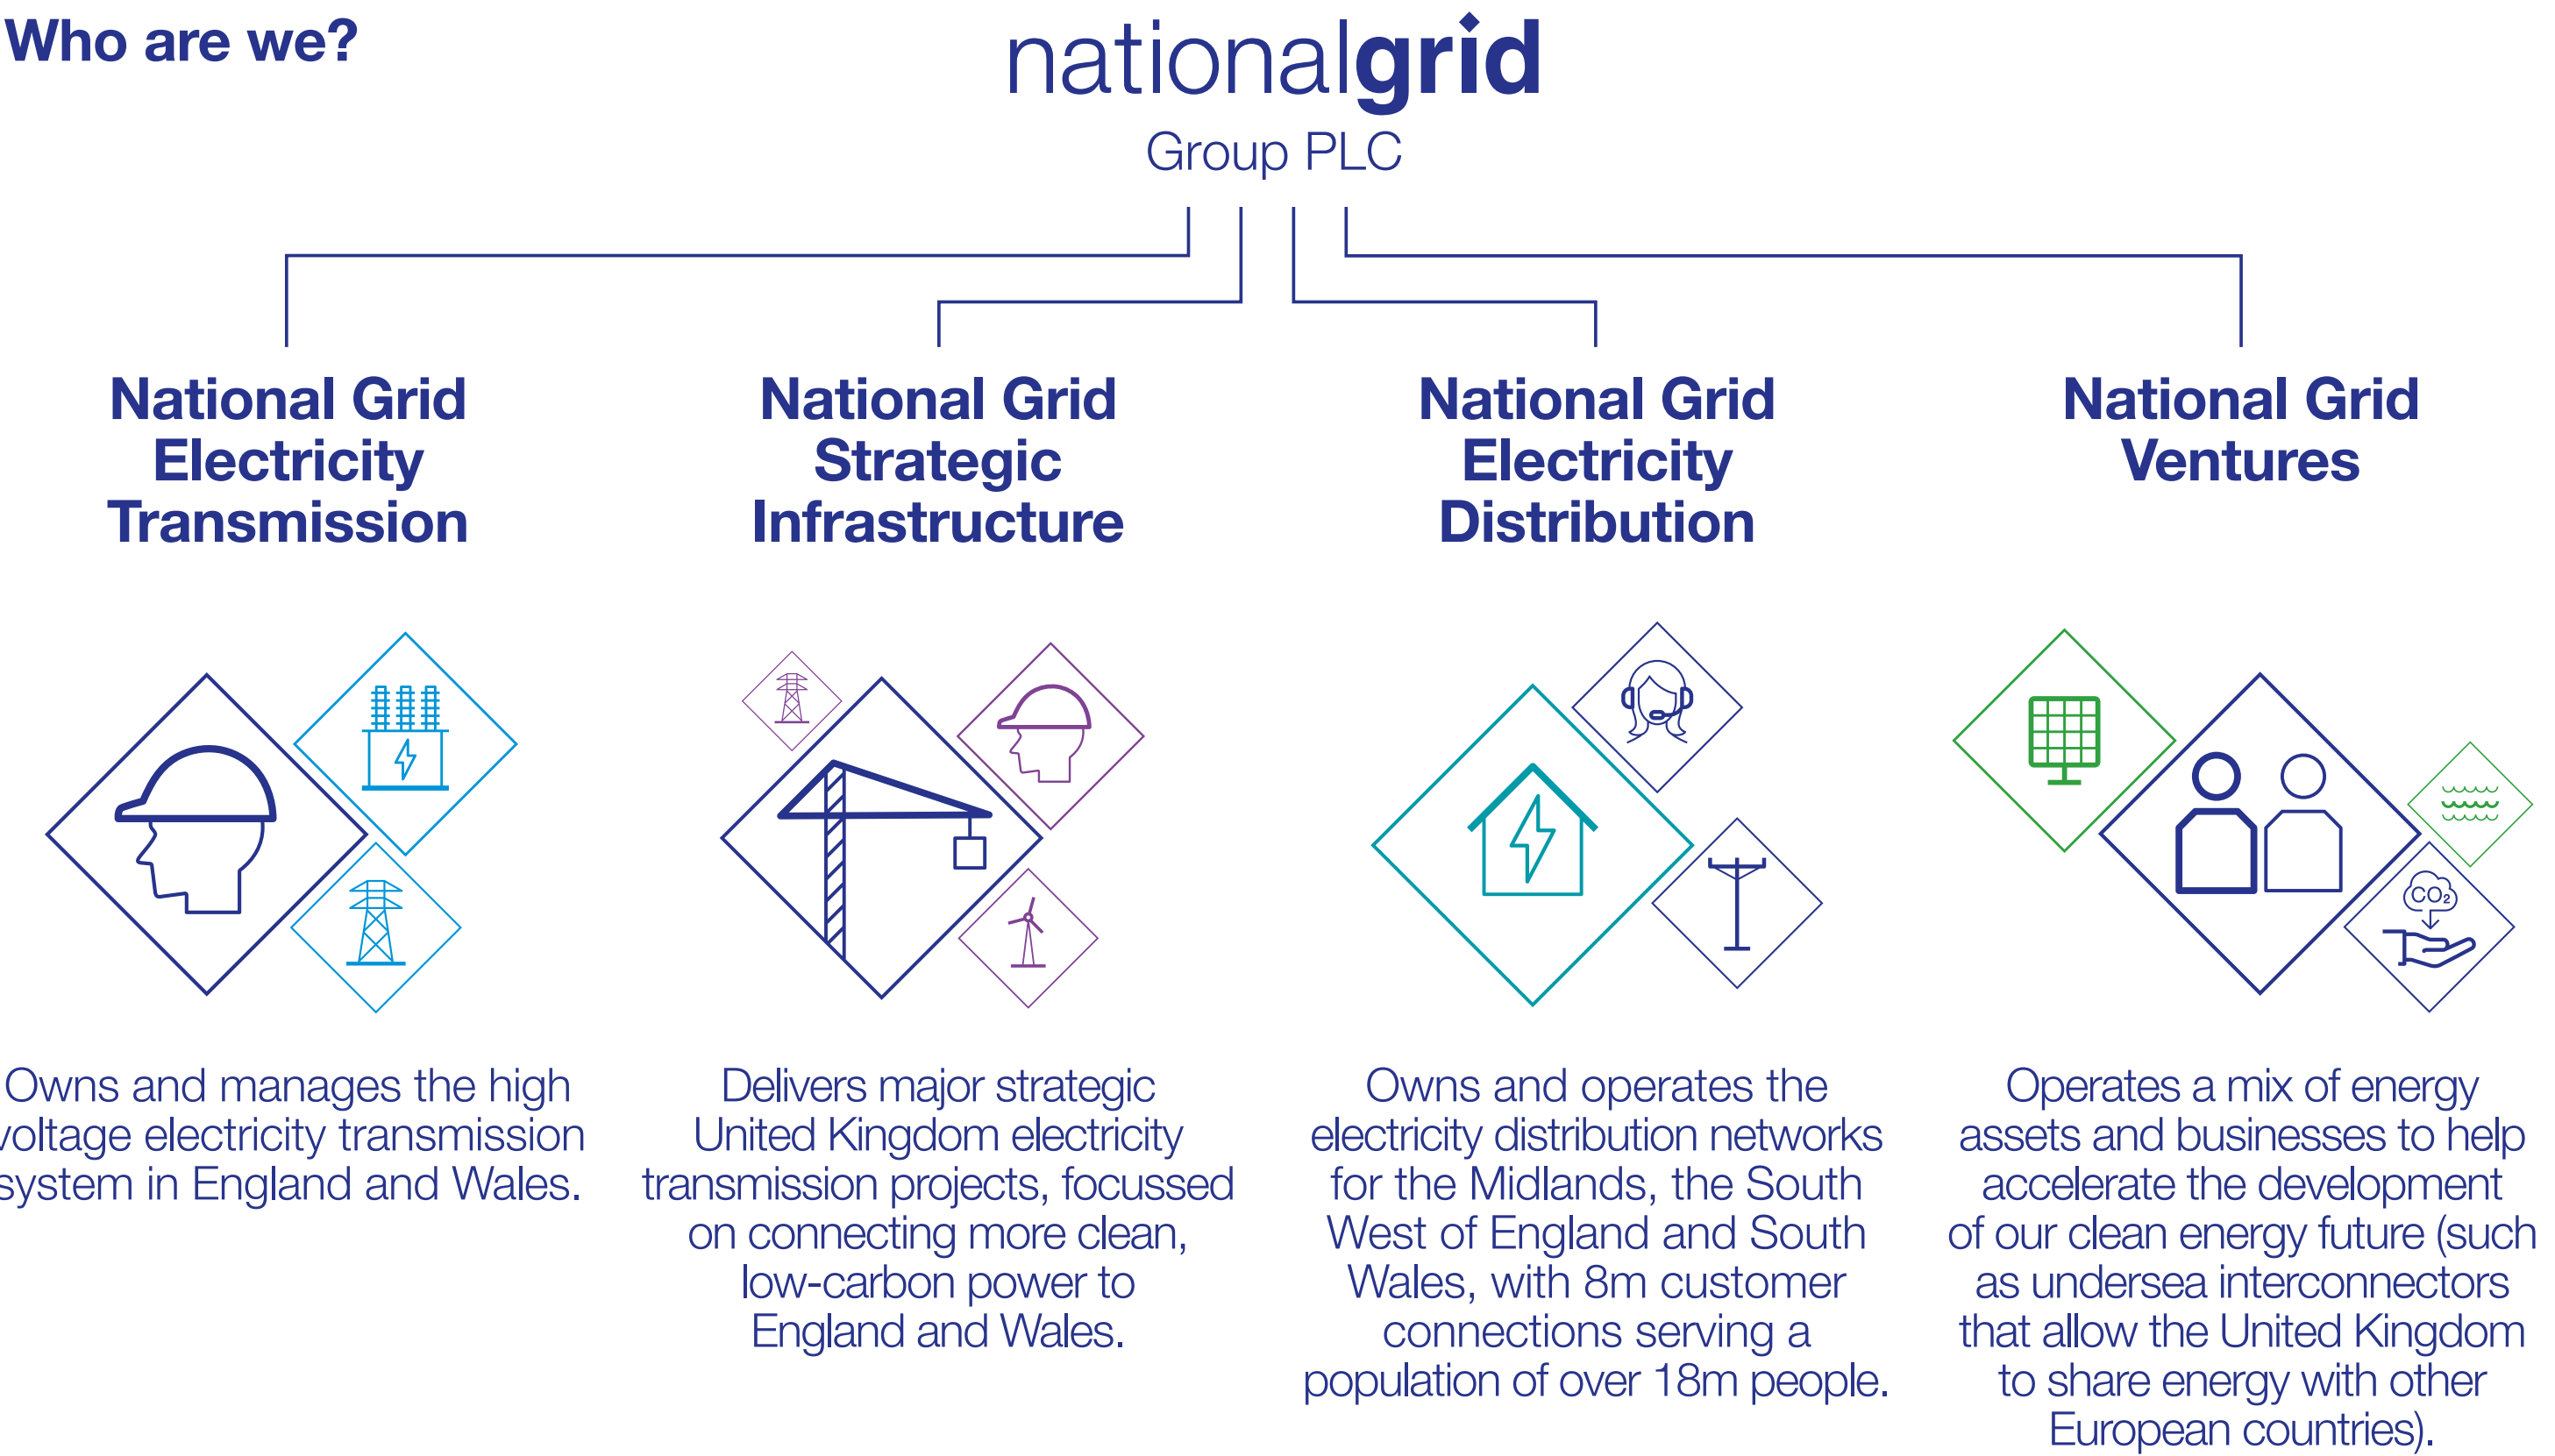 Who are we?
nationalgrid
Group PLC
National Grid
Electricity
Transmission
National Grid
Strategic
Infrastructure
National Grid
Electricity
Distribution
National Grid
Ventures
CO₂
Owns and manages the high
voltage electricity transmission
system in England and Wales.
Delivers major strategic
United Kingdom electricity
transmission projects, focussed
on connecting more clean,
low-carbon power to
England and Wales.
Owns and operates the
electricity distribution networks
for the Midlands, the South
West of England and South
Wales, with 8m customer
connections serving a
population of over 18m people.
Operates a mix of energy
assets and businesses to help
accelerate the development
of our clean energy future (such
as undersea interconnectors
that allow the United Kingdom
to share energy with other
European countries).